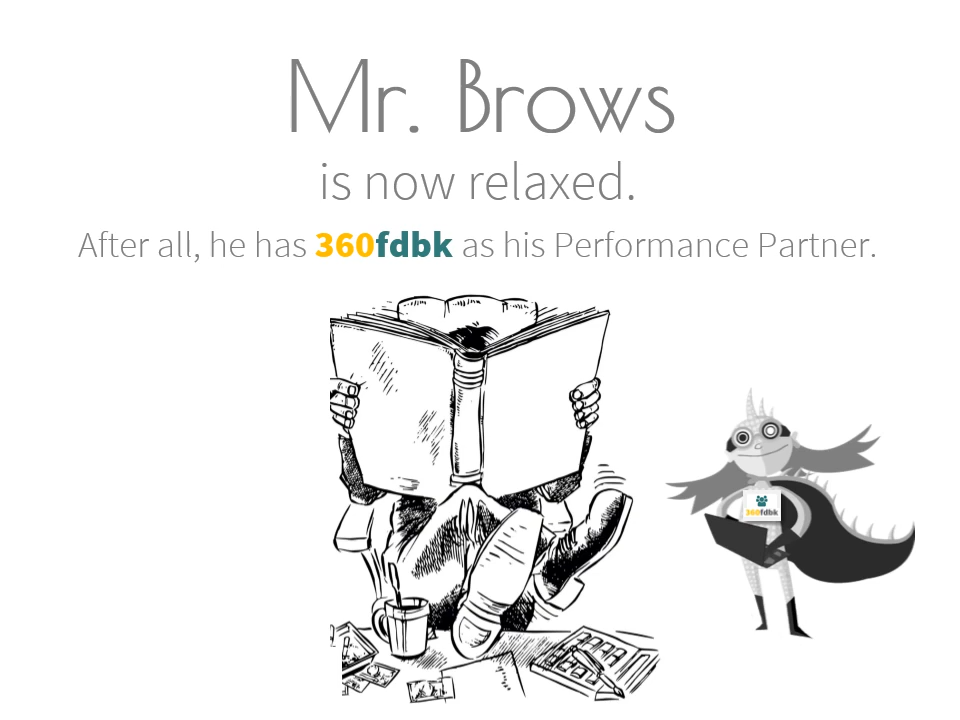 Mr. Brows
is now relaxed.
After all, he has 360fdbk as his Performance Partner.
360fdbk